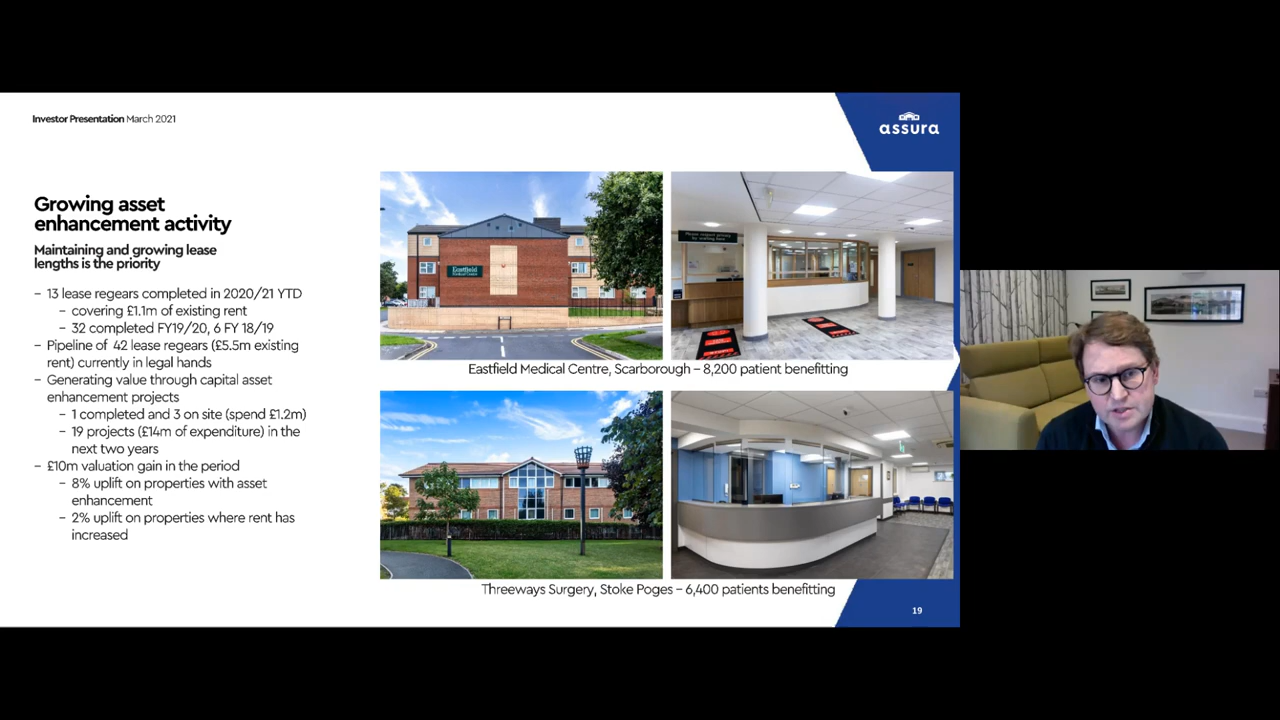 Investor Presentation March 2021
assura
Growing asset
enhancement activity
Maintaining and growing lease
lengths is the priority
– 13 lease regears completed in 2020/21 YTD
– covering £1.1m of existing rent
– 32 completed FY19/20, 6 FY 18/19
– Pipeline of 42 lease regears (£5.5m existing
rent) currently in legal hands
– Generating value through capital asset
enhancement projects
– 1 completed and 3 on site (spend £1.2m)
– 19 projects (£14m of expenditure) in the
next two years
– £10m valuation gain in the period
– 8% uplift on properties with asset
enhancement
– 2% uplift on properties where rent has
increased
Eastfield
Medical Centre
Please respect privacy
Eastfield Medical Centre, Scarborough – 8,200 patient benefitting
Threeways Surgery, Stoke Poges – 6,400 patients benefitting
19